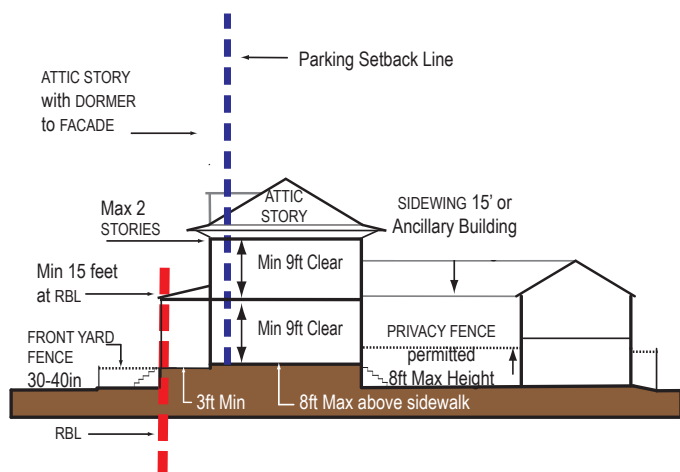 Parking Setback Line
ATTIC STORY
with DORMER
to FACADE
ATTIC
STORY
SIDEWING 15' or
Ancillary Building
Max 2
STORIES
Min 9ft Clear
Min 15 feet
at RBL
Min 9ft Clear
PRIVACY FENCE
permitted
8ft Max Height
FRONT YARD
FENCE
30-40in
3ft Min
8ft Max above sidewalk
RBL